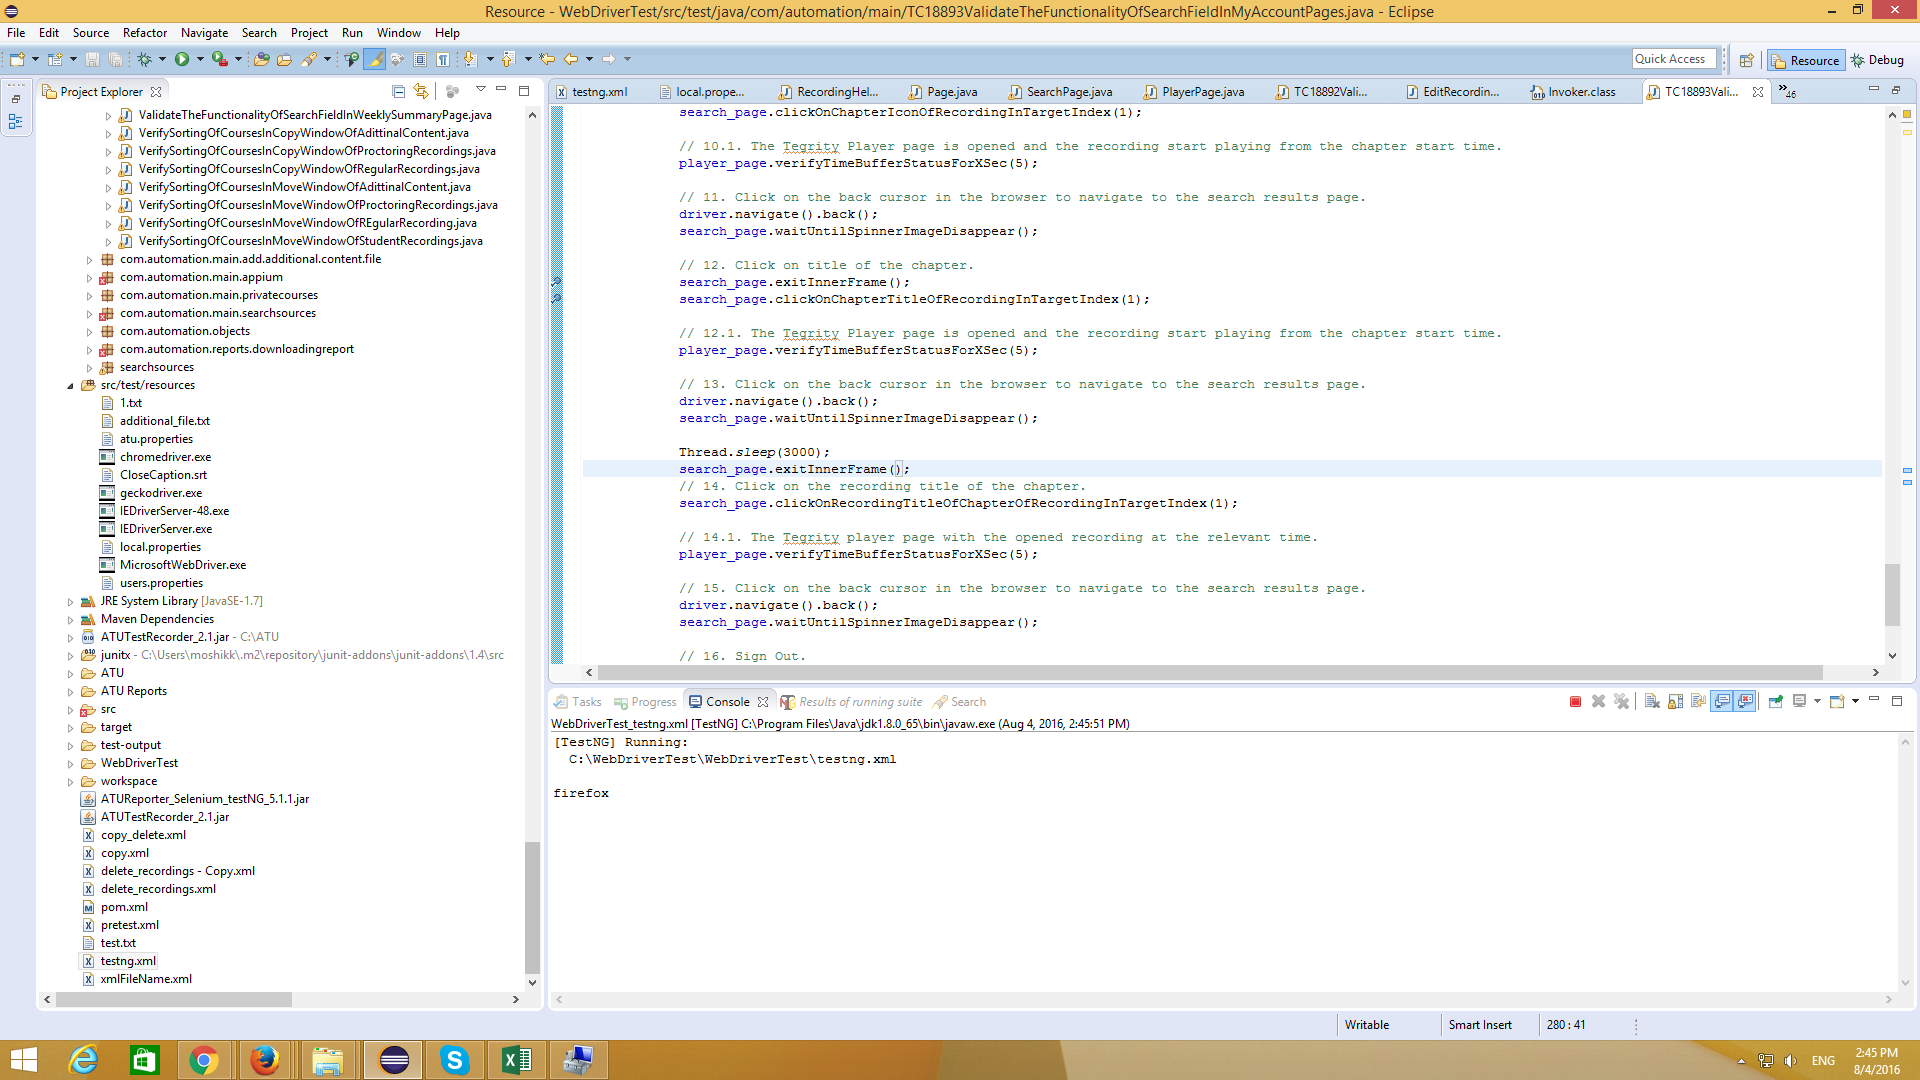 Resource - WebDriverTest/src/test/java/com/automation/main/TC18893ValidateTheFunctionalityOfSearchFieldInMyAccountPages.java - Eclipse
File Edit Source Refactor Navigate Search Project Run Window Help
Quick Access
Resource
Debug
Project Explorer
ValidateTheFunctionalityOfSearchFieldInWeeklySummaryPage.java
VerifySortingOfCoursesInCopyWindowOfAdittinalContent.java
VerifySortingOfCoursesInCopyWindowOfProctoringRecordings.java
VerifySortingOfCoursesInCopyWindowOfRegularRecordings.java
VerifySortingOfCoursesInMoveWindowOfAdittinalContent.java
VerifySortingOfCoursesInMoveWindowOfProctoringRecordings.java
VerifySortingOfCoursesInMoveWindowOfREgularRecording.java
VerifySortingOfCoursesInMoveWindowOfStudentRecordings.java
com.automation.main.add.additional.content.file
com.automation.main.appium
com.automation.main.privatecourses
com.automation.main.searchsources
com.automation.objects
com.automation.reports.downloadingreport
searchsources
src/test/resources
1.txt
additional_file.txt
atu.properties
chromedriver.exe
CloseCaption.srt
geckodriver.exe
IEDriverServer-48.exe
IEDriverServer.exe
local.properties
MicrosoftWebDriver.exe
users.properties
JRE System Library [JavaSE-1.7]
Maven Dependencies
ATUTestRecorder_2.1.jar - C:\ATU
junitx - C:\Users\moshikk\.m2\repository\junit-addons\junit-addons\1.4\src
ATU
ATU Reports
src
target
test-output
WebDriverTest
workspace
ATUReporter_Selenium_testNG_5.1.1.jar
ATUTestRecorder_2.1.jar
copy_delete.xml
copy.xml
delete_recordings - Copy.xml
delete_recordings.xml
pom.xml
pretest.xml
test.txt
testng.xml
xmlFileName.xml
testng.xml local.prope... RecordingHel... Page.java SearchPage.java PlayerPage.java TC18892Vali... EditRecordin... Invoker.class TC18893Vali... »46
search_page.clickOnChapterIconOfRecordingInTargetIndex(1);
// 10.1. The Tegrity Player page is opened and the recording start playing from the chapter start time.
player_page.verifyTimeBufferStatusForXSec(5);
// 11. Click on the back cursor in the browser to navigate to the search results page.
driver.navigate().back();
search_page.waitUntilSpinnerImageDisappear();
// 12. Click on title of the chapter.
search_page.exitInnerFrame();
search_page.clickOnChapterTitleOfRecordingInTargetIndex(1);
// 12.1. The Tegrity Player page is opened and the recording start playing from the chapter start time.
player_page.verifyTimeBufferStatusForXSec(5);
// 13. Click on the back cursor in the browser to navigate to the search results page.
driver.navigate().back();
search_page.waitUntilSpinnerImageDisappear();
Thread.sleep(3000);
search_page.exitInnerFrame();
// 14. Click on the recording title of the chapter.
search_page.clickOnRecordingTitleOfChapterOfRecordingInTargetIndex(1);
// 14.1. The Tegrity player page with the opened recording at the relevant time.
player_page.verifyTimeBufferStatusForXSec(5);
// 15. Click on the back cursor in the browser to navigate to the search results page.
driver.navigate().back();
search_page.waitUntilSpinnerImageDisappear();
// 16. Sign Out.
Tasks Progress Console Results of running suite Search
WebDriverTest_testng.xml [TestNG] C:\Program Files\Java\jdk1.8.0_65\bin\javaw.exe (Aug 4, 2016, 2:45:51 PM)
[TestNG] Running:
C:\WebDriverTest\WebDriverTest\testng.xml
firefox
Writable
Smart Insert
280 : 41
ENG
2:45 PM
8/4/2016